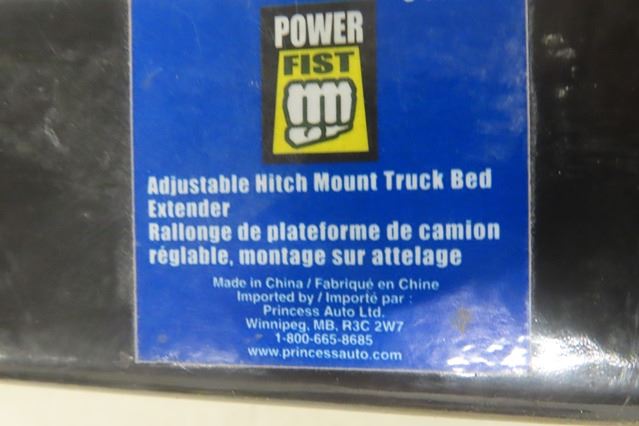 POWER
FIST
Adjustable Hitch Mount Truck Bed
Extender
Rallonge de plateforme de camion
réglable, montage sur attelage
Made in China / Fabriqué en Chine
Imported by / Importé par :
Princess Auto Ltd.
Winnipeg, MB, R3C 2W7
1-800-665-8685
www.princessauto.com